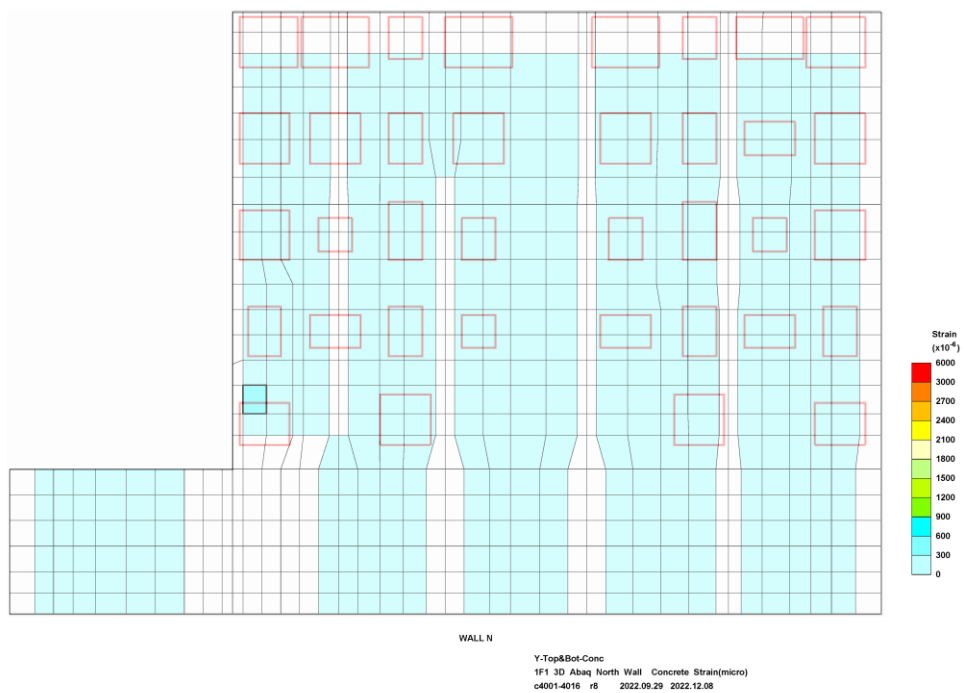 Strain
(x10⁻⁶)
6000
3000
2700
2400
2100
1800
1500
1200
900
600
300
0
WALL N
Y-Top&Bot-Conc
1F1 3D Abaq North Wall Concrete Strain(micro)
c4001-4016 r8 2022.09.29 2022.12.08